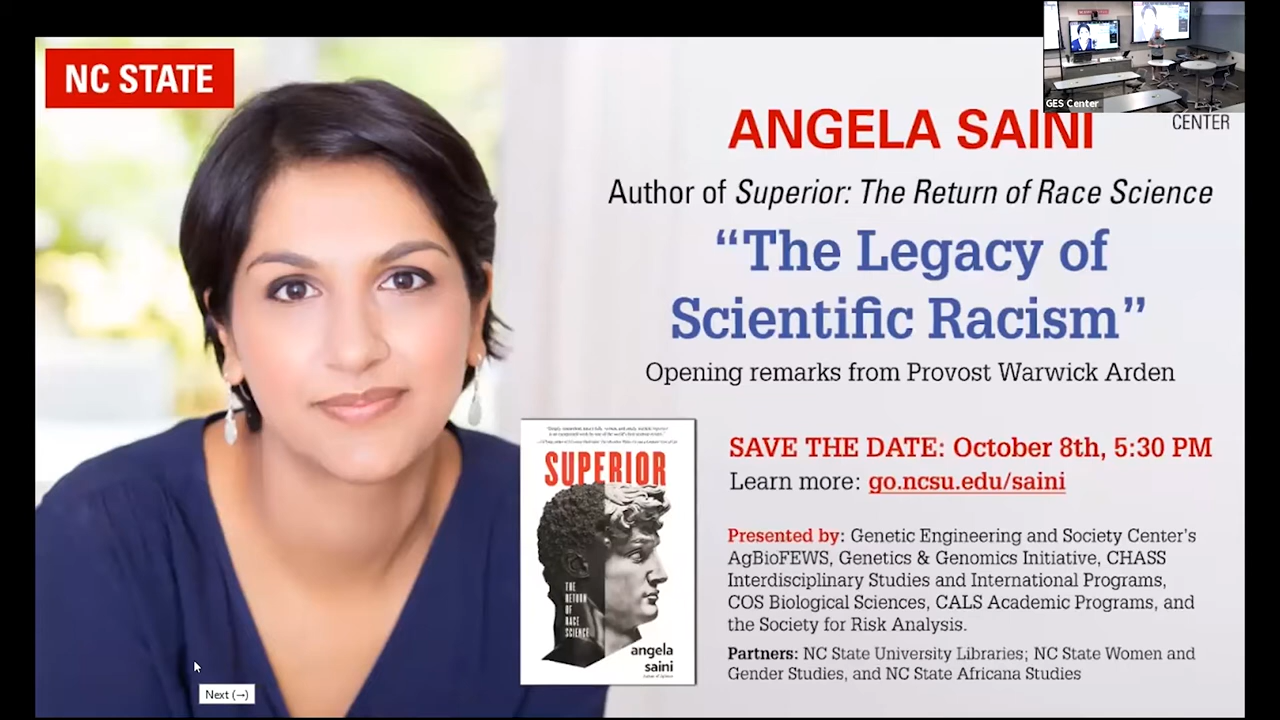 NC STATE
GES Center
CENTER
ANGELA SAINI
Author of Superior: The Return of Race Science
“The Legacy of
Scientific Racism”
Opening remarks from Provost Warwick Arden
SUPERIOR
THE
RETURN
OF
RACE
SCIENCE
angela
saini
SAVE THE DATE: October 8th, 5:30 PM
Learn more: go.ncsu.edu/saini
Presented by: Genetic Engineering and Society Center’s
AgBioFEWS, Genetics & Genomics Initiative, CHASS
Interdisciplinary Studies and International Programs,
COS Biological Sciences, CALS Academic Programs, and
the Society for Risk Analysis.
Partners: NC State University Libraries; NC State Women and
Gender Studies, and NC State Africana Studies
Next (→)